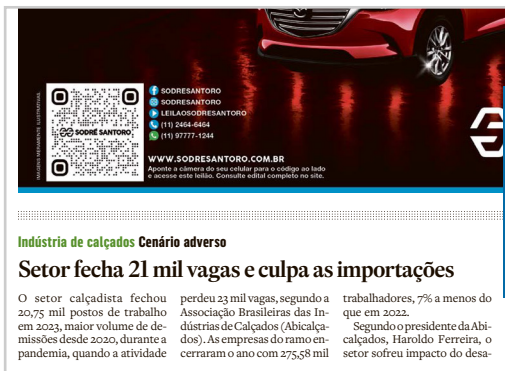 IMAGENS MERAMENTE ILUSTRATIVAS.
SODRÉ SANTORO
SODRESANTORO
SODRESANTORO
LEILAOSODRESANTORO
(11) 2464-6464
(11) 97777-1244
WWW.SODRESANTORO.COM.BR
Aponte a câmera do seu celular para o código ao lado
e acesse este leilão. Consulte edital completo no site.
Indústria de calçados Cenário adverso
Setor fecha 21 mil vagas e culpa as importações
O setor calçadista fechou
20,75 mil postos de trabalho
em 2023, maior volume de de-
missões desde 2020, durante a
pandemia, quando a atividade
perdeu 23 mil vagas, segundo a
Associação Brasileiras das In-
dústrias de Calçados (Abicalça-
dos). As empresas do ramo en-
cerraram o ano com 275,58 mil
trabalhadores, 7% a menos do
que em 2022.
Segundo o presidente da Abi-
calçados, Haroldo Ferreira, o
setor sofreu impacto do desa-